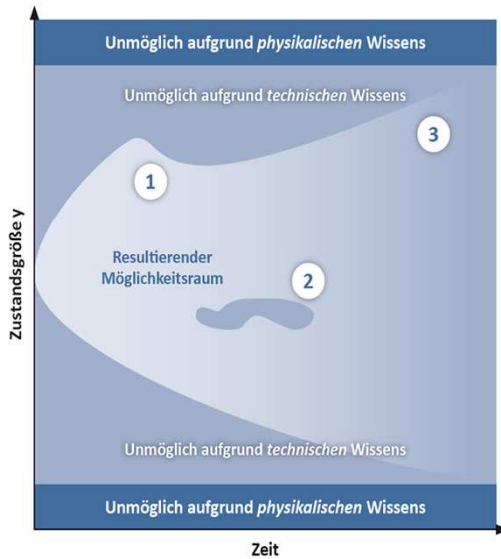 Unmöglich aufgrund physikalischen Wissens
Unmöglich aufgrund technischen Wissens
3
1
Resultierender
Möglichkeitsraum
2
Zustandsgröße y
Unmöglich aufgrund technischen Wissens
Unmöglich aufgrund physikalischen Wissens
Zeit